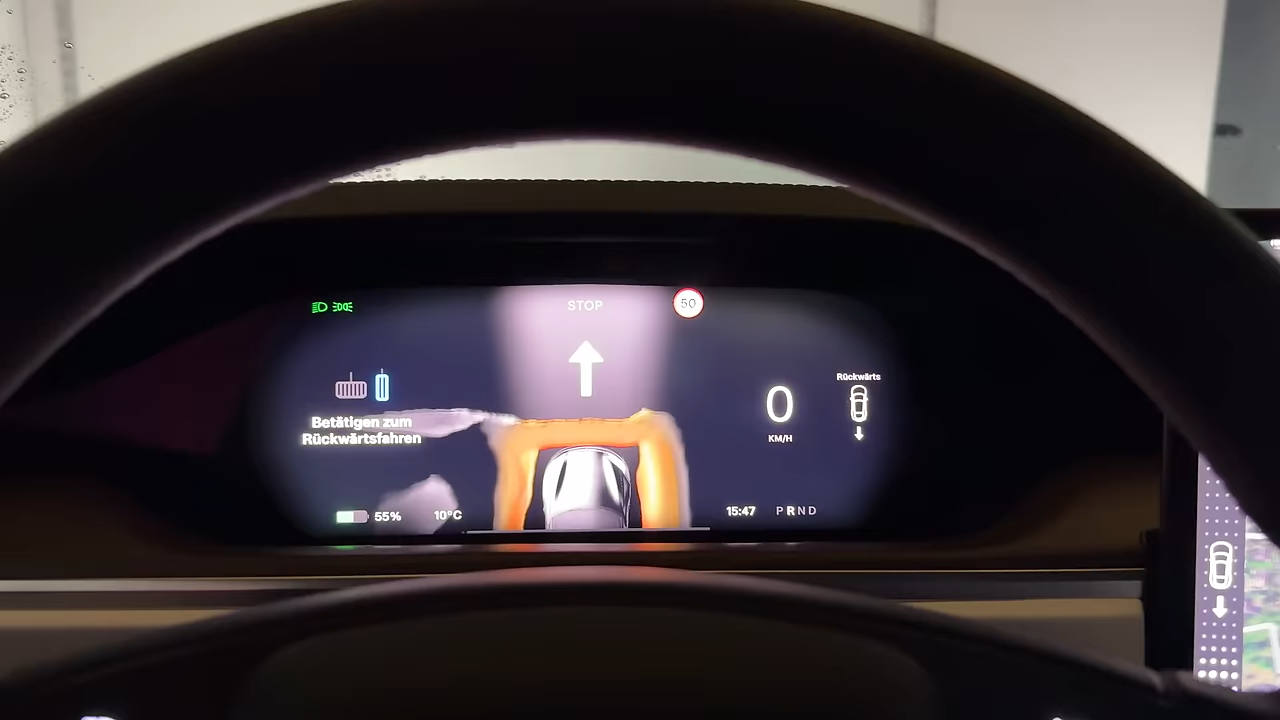 STOP
50
Rückwärts
0
KM/H
Betätigen zum
Rückwärtsfahren
55%
10°C
15:47
P R N D